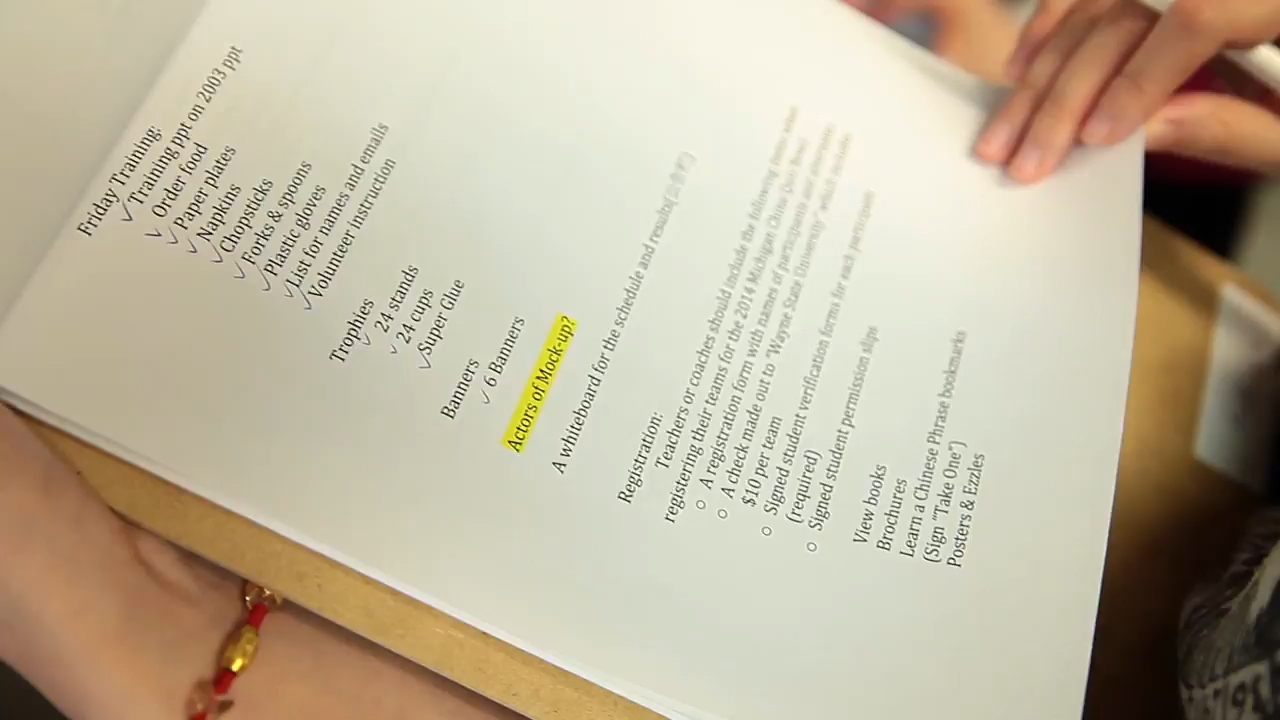 Friday Training:
✓ Training ppt on 2003 ppt
✓ Order food
✓ Paper plates
✓ Napkins
✓ Chopsticks
✓ Forks & spoons
✓ Plastic gloves
✓ List for names and emails
✓ Volunteer instruction
Trophies
✓ 24 stands
✓ 24 cups
✓ Super Glue
Banners
✓ 6 Banners
Actors of Mock-up?
A whiteboard for the schedule and results
Registration:
Teachers or coaches should include the following items when
registering their teams for the 2014 Michigan China Quiz Bowl:
○ A registration form with names of participants and alternates
○ A check made out to "Wayne State University" which includes
$10 per team
○ Signed student verification forms for each participant
(required)
○ Signed student permission slips
View books
Brochures
Learn a Chinese Phrase bookmarks
(Sign "Take One")
Posters & Ezzles